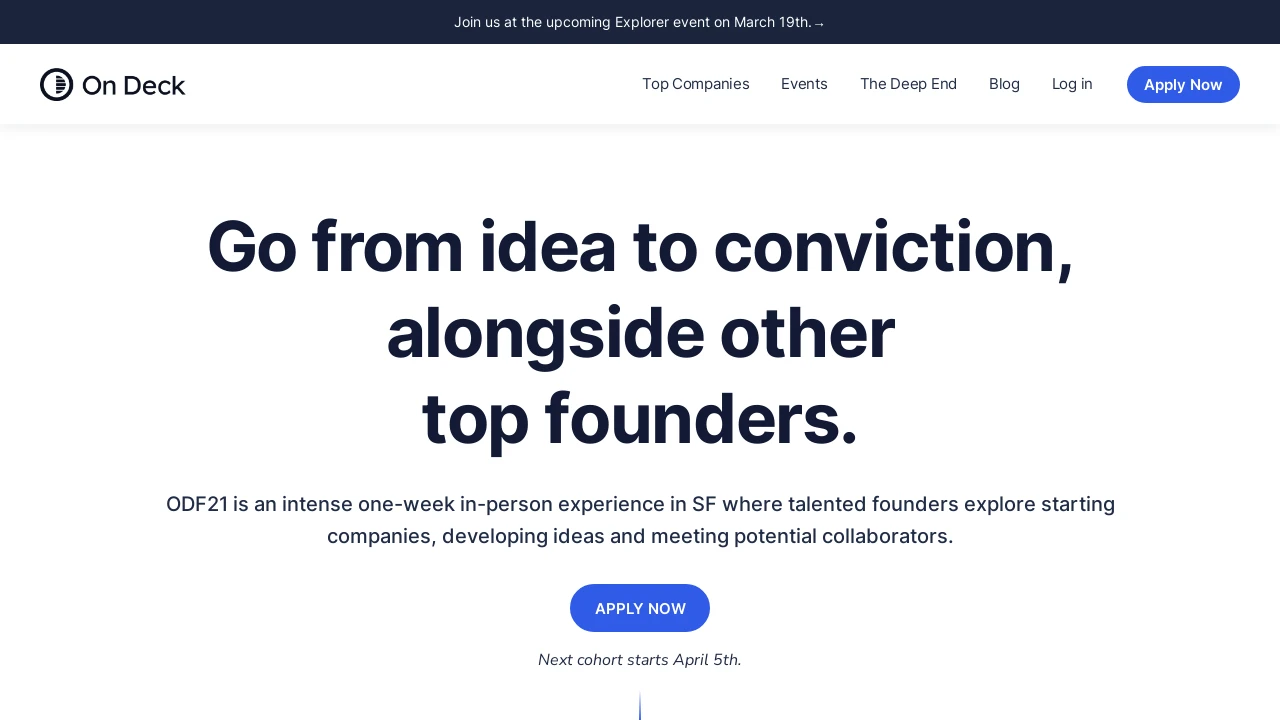 Join us at the upcoming Explorer event on March 19th.→
On Deck
Top Companies
Events
The Deep End
Blog
Log in
Apply Now
Go from idea to conviction,
alongside other
top founders.
ODF21 is an intense one-week in-person experience in SF where talented founders explore starting
companies, developing ideas and meeting potential collaborators.
APPLY NOW
Next cohort starts April 5th.